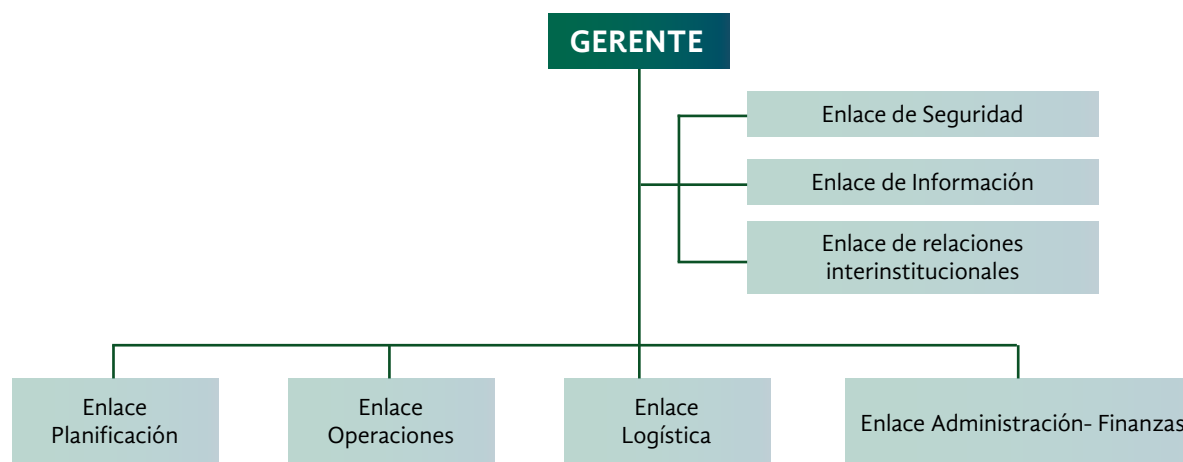 GERENTE
Enlace de Seguridad
Enlace de Información
Enlace de relaciones
interinstitucionales
Enlace
Planificación
Enlace
Operaciones
Enlace
Logística
Enlace Administración- Finanzas